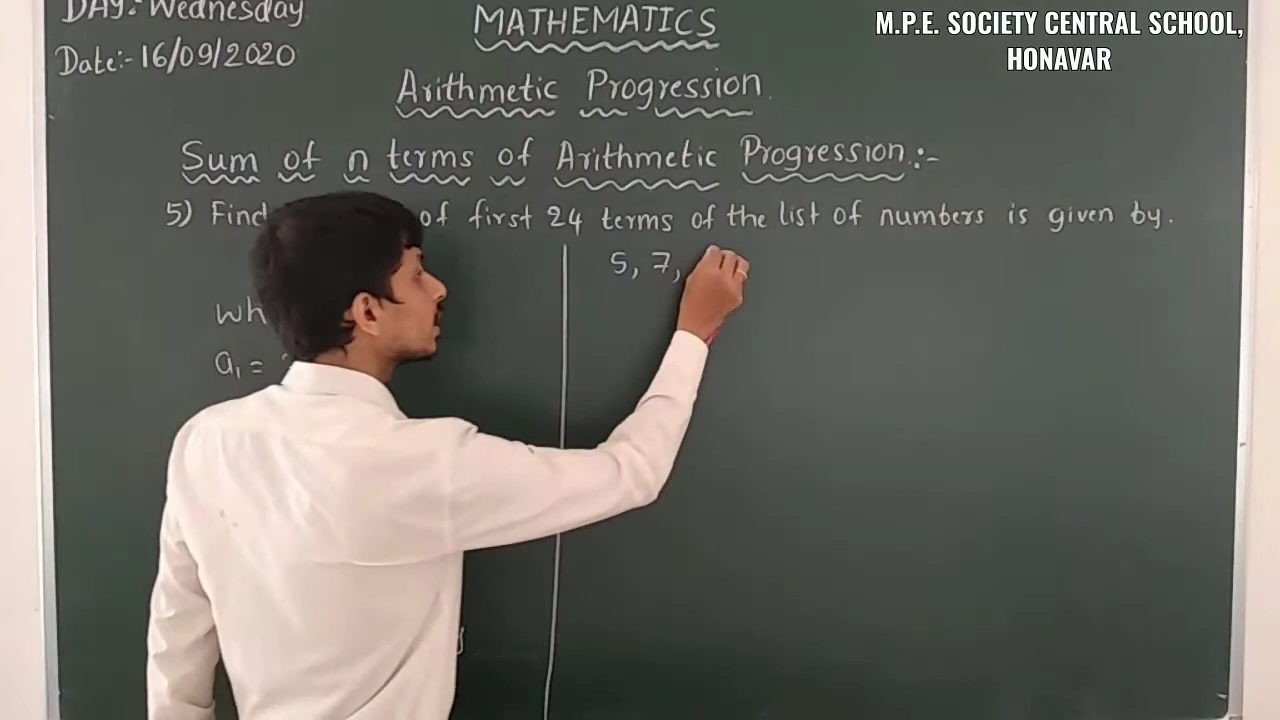 DAY:- Wednesday
Date:- 16/09/2020
MATHEMATICS
M.P.E. SOCIETY CENTRAL SCHOOL,
HONAVAR
Arithmetic Progression
Sum of n terms of Arithmetic Progression :-
5) Find of first 24 terms of the list of numbers is given by.
5, 7,
a₁ =